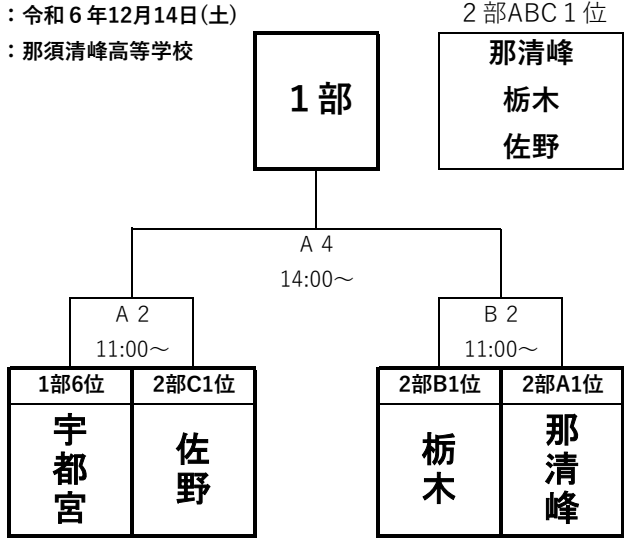 ：令和６年12月14日(土)
：那須清峰高等学校
２部ABC１位
那清峰
栃木
佐野
１部
Ａ４
14:00～
Ａ２
11:00～
Ｂ２
11:00～
1部6位
2部C1位
2部B1位
2部A1位
宇都宮
佐野
栃木
那清峰